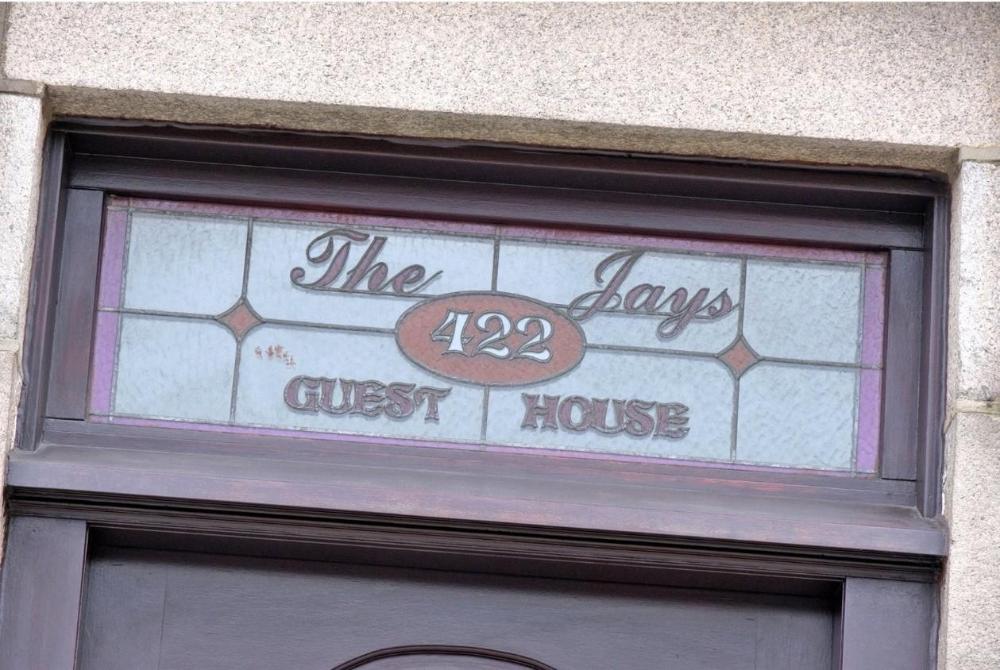 The Jays
422
GUEST HOUSE